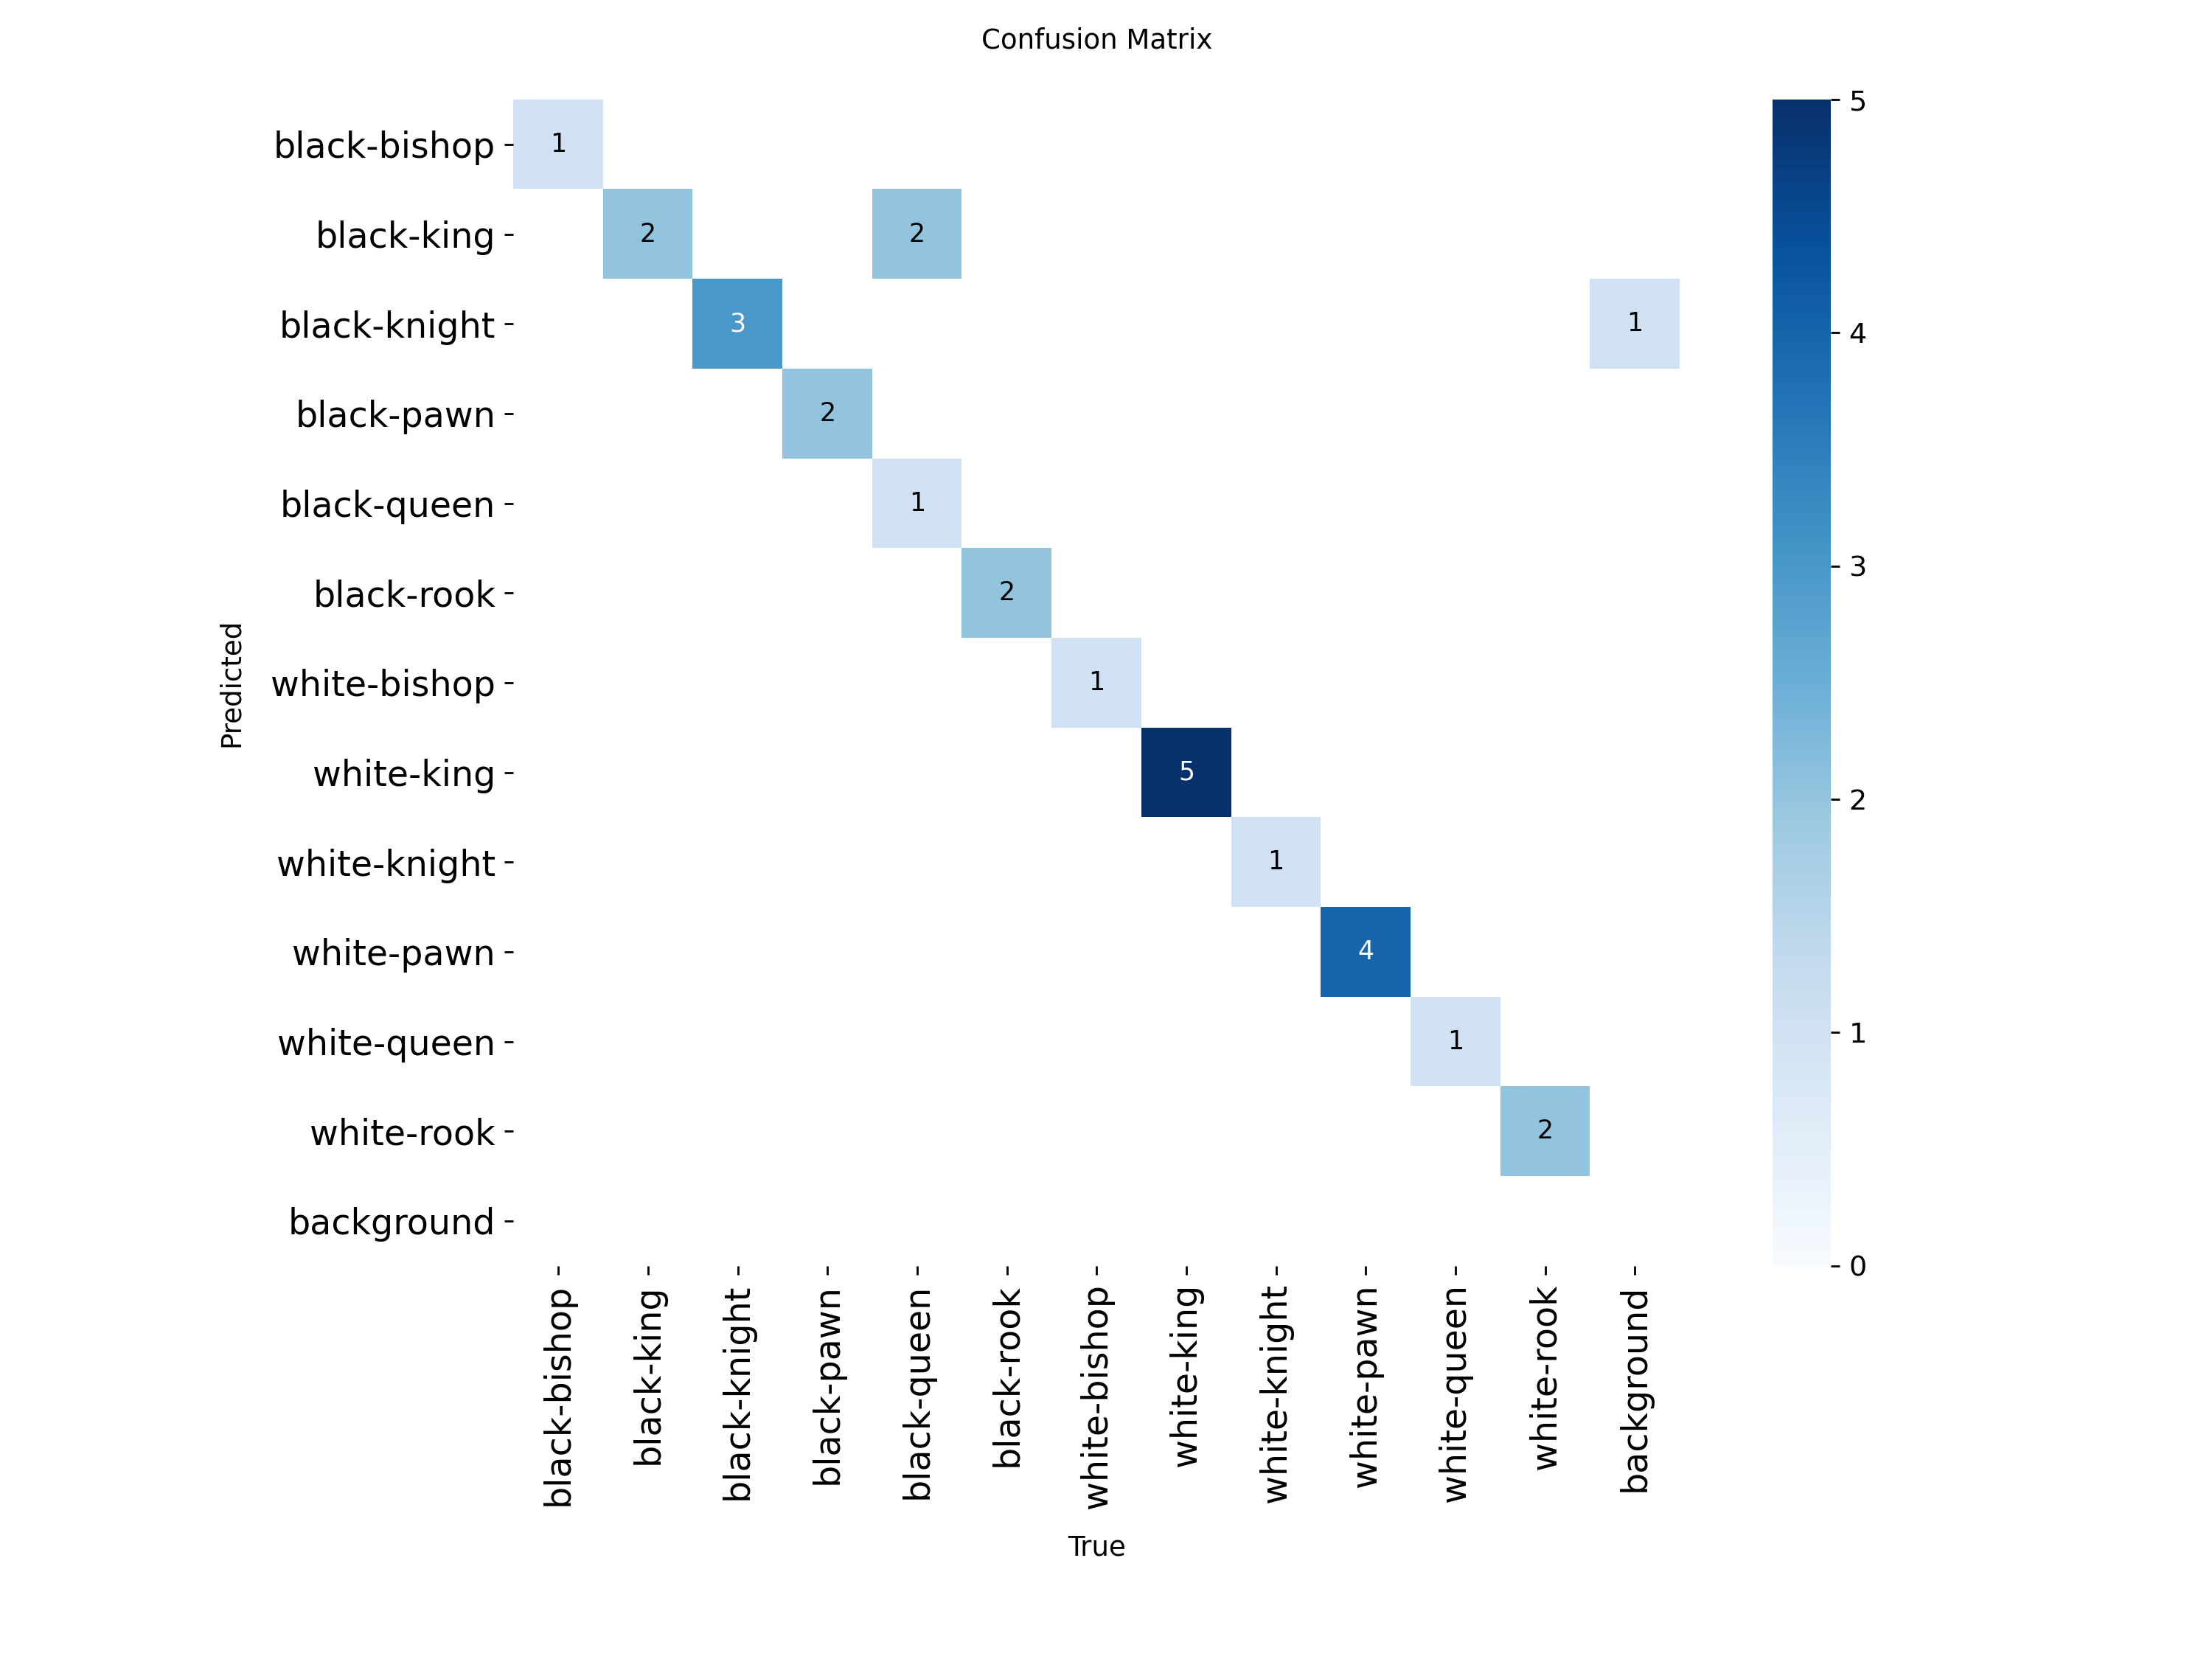 Confusion Matrix
black-bishop
black-king
black-knight
black-pawn
black-queen
black-rook
white-bishop
white-king
white-knight
white-pawn
white-queen
white-rook
background
Predicted
1
2 2
3 1
2
1
2
1
5
1
4
1
2
black-bishop
black-king
black-knight
black-pawn
black-queen
black-rook
white-bishop
white-king
white-knight
white-pawn
white-queen
white-rook
background
True
5
4
3
2
1
0